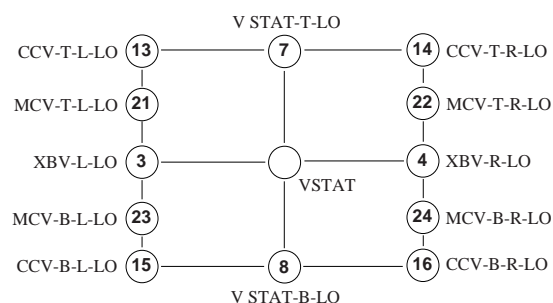 V STAT-T-LO
CCV-T-L-LO 13 7 14 CCV-T-R-LO
MCV-T-L-LO 21 22 MCV-T-R-LO
XBV-L-LO 3 4 XBV-R-LO
VSTAT
MCV-B-L-LO 23 24 MCV-B-R-LO
CCV-B-L-LO 15 8 16 CCV-B-R-LO
V STAT-B-LO